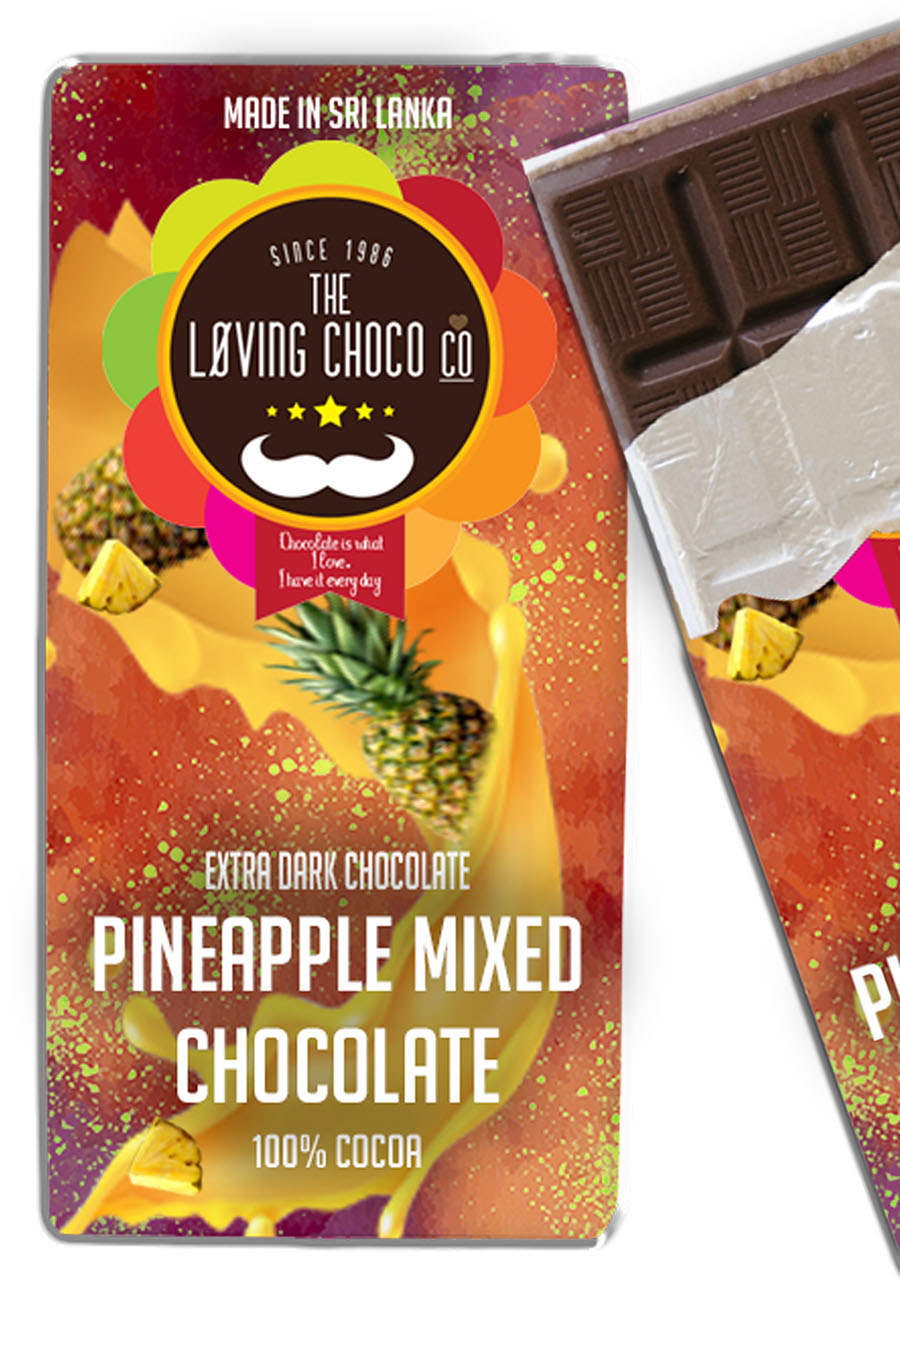 MADE IN SRI LANKA
SINCE 1986
THE
LØVING CHOCO CO
Chocolate is what
I love.
I have it every day
EXTRA DARK CHOCOLATE
PINEAPPLE MIXED
CHOCOLATE
100% COCOA
PI